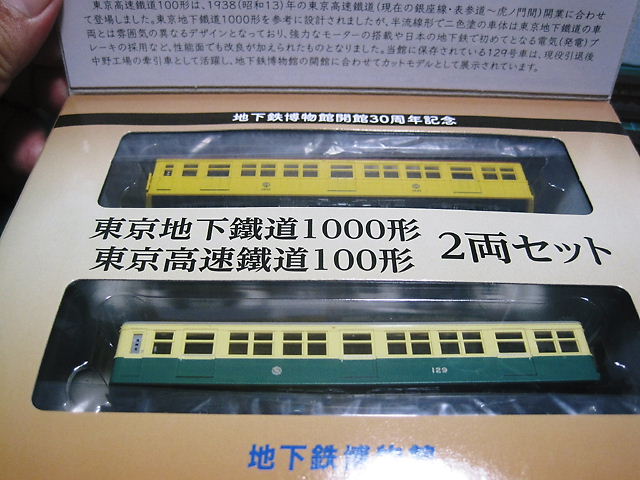 東京高速鐵道100形は、1938(昭和13)年の東京高速鐵道(現在の銀座線・表参道~虎ノ門間)開業に合わせ
て登場しました。東京地下鐵道1000形を参考に設計されましたが、半流線形で二色塗の車体は東京地下鐵道の車
両とは雰囲気の異なるデザインとなっており、強力なモーターの搭載や日本の地下鉄で初めてとなる電気(発電)ブ
レーキの採用など、性能面でも改良が加えられたものとなりました。当館に保存されている129号車は、現役引退後
中野工場の牽引車として活躍し、地下鉄博物館の開館に合わせてカットモデルとして展示されています。
地下鉄博物館開館30周年記念
東京地下鐵道1000形
東京高速鐵道100形
2両セット
129
地下鉄博物館